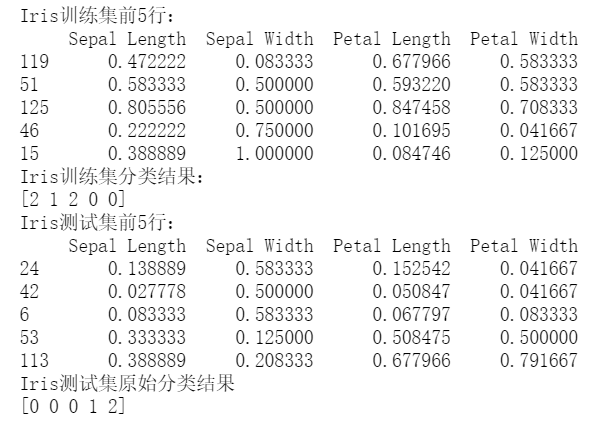 Iris训练集前5行:
Sepal Length Sepal Width Petal Length Petal Width
119 0.472222 0.083333 0.677966 0.583333
51 0.583333 0.500000 0.593220 0.583333
125 0.805556 0.500000 0.847458 0.708333
46 0.222222 0.750000 0.101695 0.041667
15 0.388889 1.000000 0.084746 0.125000
Iris训练集分类结果:
[2 1 2 0 0]
Iris测试集前5行:
Sepal Length Sepal Width Petal Length Petal Width
24 0.138889 0.583333 0.152542 0.041667
42 0.027778 0.500000 0.050847 0.041667
6 0.083333 0.583333 0.067797 0.083333
53 0.333333 0.125000 0.508475 0.500000
113 0.388889 0.208333 0.677966 0.791667
Iris测试集原始分类结果
[0 0 0 1 2]